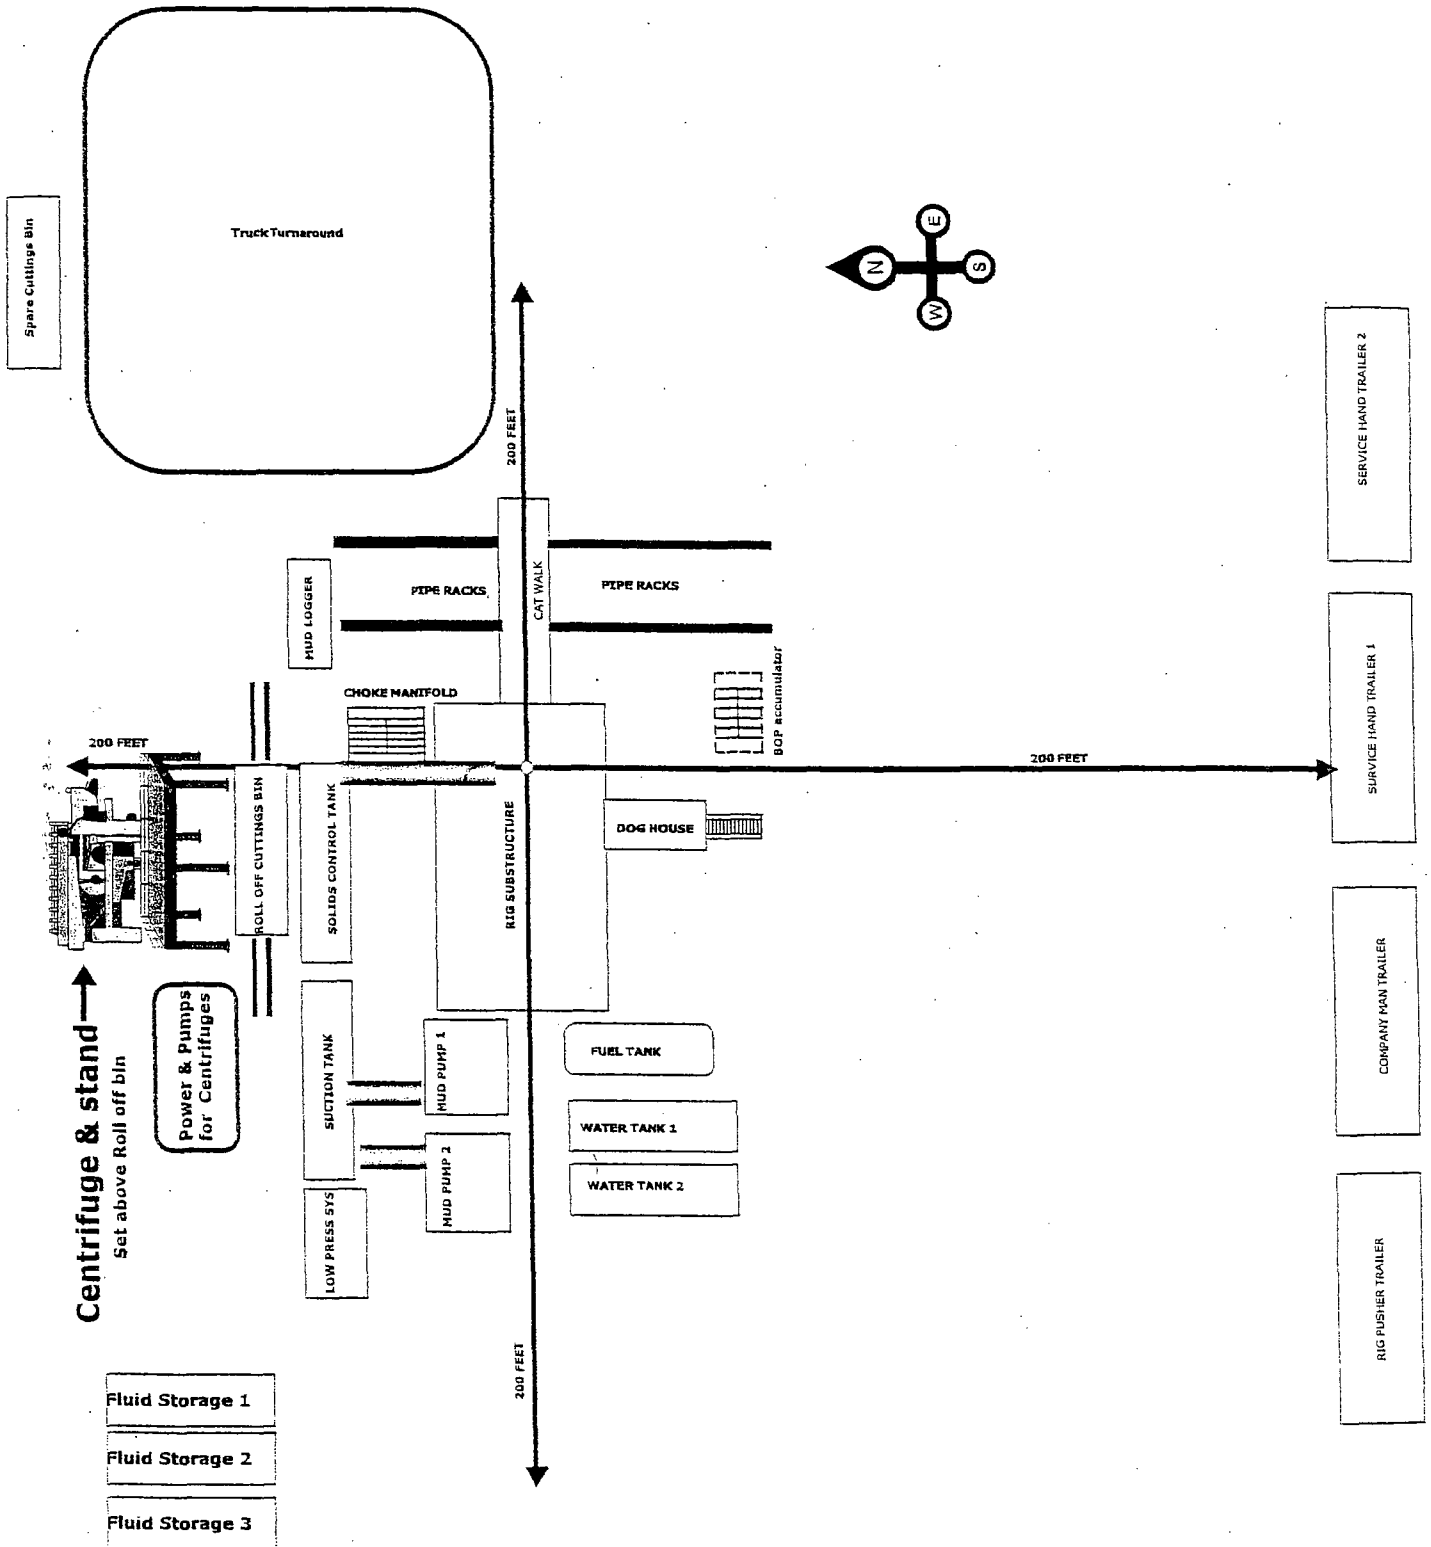 Spare Cuttings Bin
TruckTurnaround
N
E
S
W
200 FEET
SERVICE HAND TRAILER 2
MUD LOGGER
PIPE RACKS
CAT WALK
PIPE RACKS
CHOKE MANIFOLD
BOP accumulator
200 FEET
200 FEET
SURVICE HAND TRAILER 1
ROLL OFF CUTTINGS BIN
SOLIDS CONTROL TANK
RIG SUBSTRUCTURE
DOG HOUSE
Centrifuge & stand
Set above Roll off bin
Power & Pumps
for Centrifuges
SUCTION TANK
MUD PUMP 1
FUEL TANK
COMPANY MAN TRAILER
MUD PUMP 2
WATER TANK 1
WATER TANK 2
LOW PRESS SYS
RIG PUSHER TRAILER
200 FEET
Fluid Storage 1
Fluid Storage 2
Fluid Storage 3